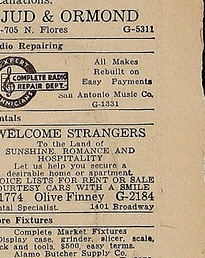 JUD & ORMOND
-705 N. Flores G-5311
dio Repairing
EXPERT
COMPLETE RADIO
REPAIR DEPT.
All Makes
Rebuilt on
Easy Payments
San Antonio Music Co.
G-1331
ntals
WELCOME STRANGERS
To the Land of
SUNSHINE ROMANCE AND
HOSPITALITY
Let us help you secure a
desirable home or apartment
OICE LISTS FOR RENT OR SALE
OURTESY CARS WITH A SMILE
1774 Olive Finney G-2184
ntal Specialist 1401 Broadway
ore Fixtures
Complete Market Fixtures
Display case, grinder, slicer, scale,
ck and tools, $500, easy terms.
Alamo Butcher Supply Co.